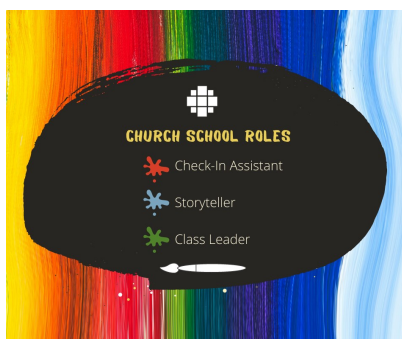 CHURCH SCHOOL ROLES
Check-In Assistant
Storyteller
Class Leader